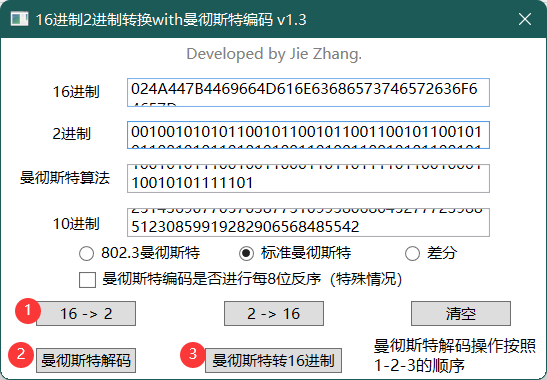 16进制2进制转换with曼彻斯特编码 v1.3
Developed by Jie Zhang.
16进制
024A447B4469664D616E63686573746572636F6
4657D
2进制
0010010101011001011001011001100101100101
曼彻斯特算法
10010101111101
10进制
51230859919282906568485542
802.3曼彻斯特 标准曼彻斯特 差分
曼彻斯特编码是否进行每8位反序（特殊情况）
1 16 -> 2 2 -> 16 清空
2 曼彻斯特解码 3 曼彻斯特转16进制
曼彻斯特解码操作按照
1-2-3的顺序